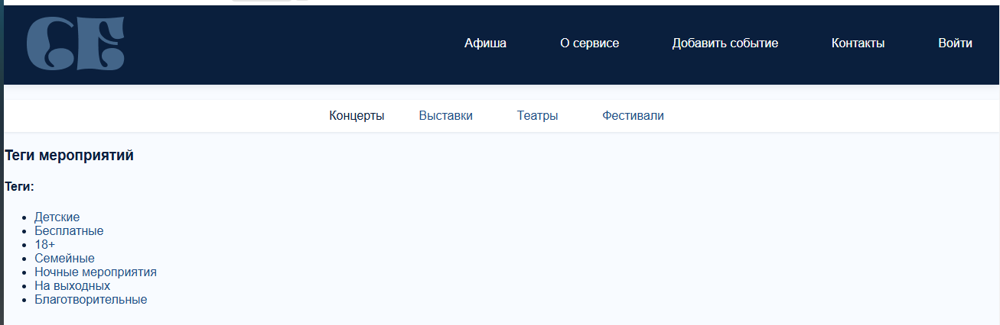 СЕ
Афиша О сервисе Добавить событие Контакты Войти
Концерты Выставки Театры Фестивали
Теги мероприятий
Теги:
Детские
Бесплатные
18+
Семейные
Ночные мероприятия
На выходных
Благотворительные